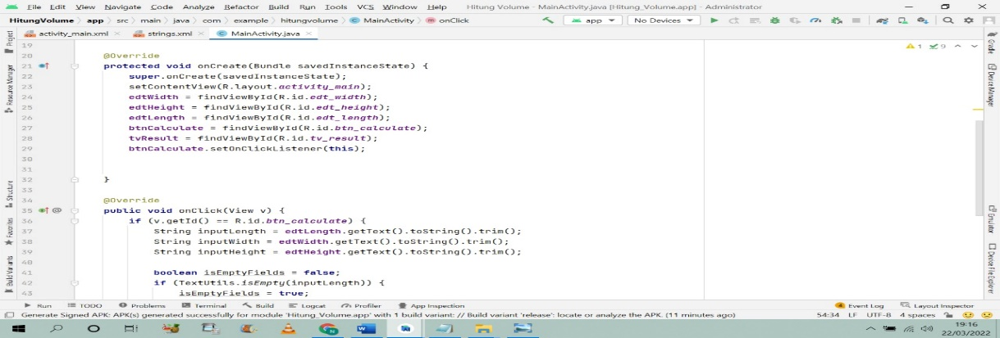 File Edit View Navigate Code Analyze Refactor Build Run Tools VCS Window Help Hitung Volume - MainActivity.java [Hitung_Volume.app] - Administrator
HitungVolume app src main java com example hitungvolume MainActivity onClick app No Devices
Project activity_main.xml strings.xml MainActivity.java Gradle
19
20 @Override
21 protected void onCreate(Bundle savedInstanceState) {
22 super.onCreate(savedInstanceState);
23 setContentView(R.layout.activity_main);
24 edtWidth = findViewById(R.id.edt_width);
25 edtHeight = findViewById(R.id.edt_height);
26 edtLength = findViewById(R.id.edt_length);
27 btnCalculate = findViewById(R.id.btn_calculate);
28 tvResult = findViewById(R.id.tv_result);
29 btnCalculate.setOnClickListener(this);
30
31
32 }
33
34 @Override
35 public void onClick(View v) {
36 if (v.getId() == R.id.btn_calculate) {
37 String inputLength = edtLength.getText().toString().trim();
38 String inputWidth = edtWidth.getText().toString().trim();
39 String inputHeight = edtHeight.getText().toString().trim();
40
41 boolean isEmptyFields = false;
42 if (TextUtils.isEmpty(inputLength)) {
43 isEmptyFields = true;
1 9
Resource Manager
Structure
Favorites
Build Variants
Device Manager
Emulator
Device File Explorer
Run TODO Problems Terminal Build Logcat Profiler App Inspection Event Log Layout Inspector
Generate Signed APK: APK(s) generated successfully for module 'Hitung_Volume.app' with 1 build variant: // Build variant 'release': locate or analyze the APK. (11 minutes ago) 54:34 LF UTF-8 4 spaces
19:16
22/03/2022